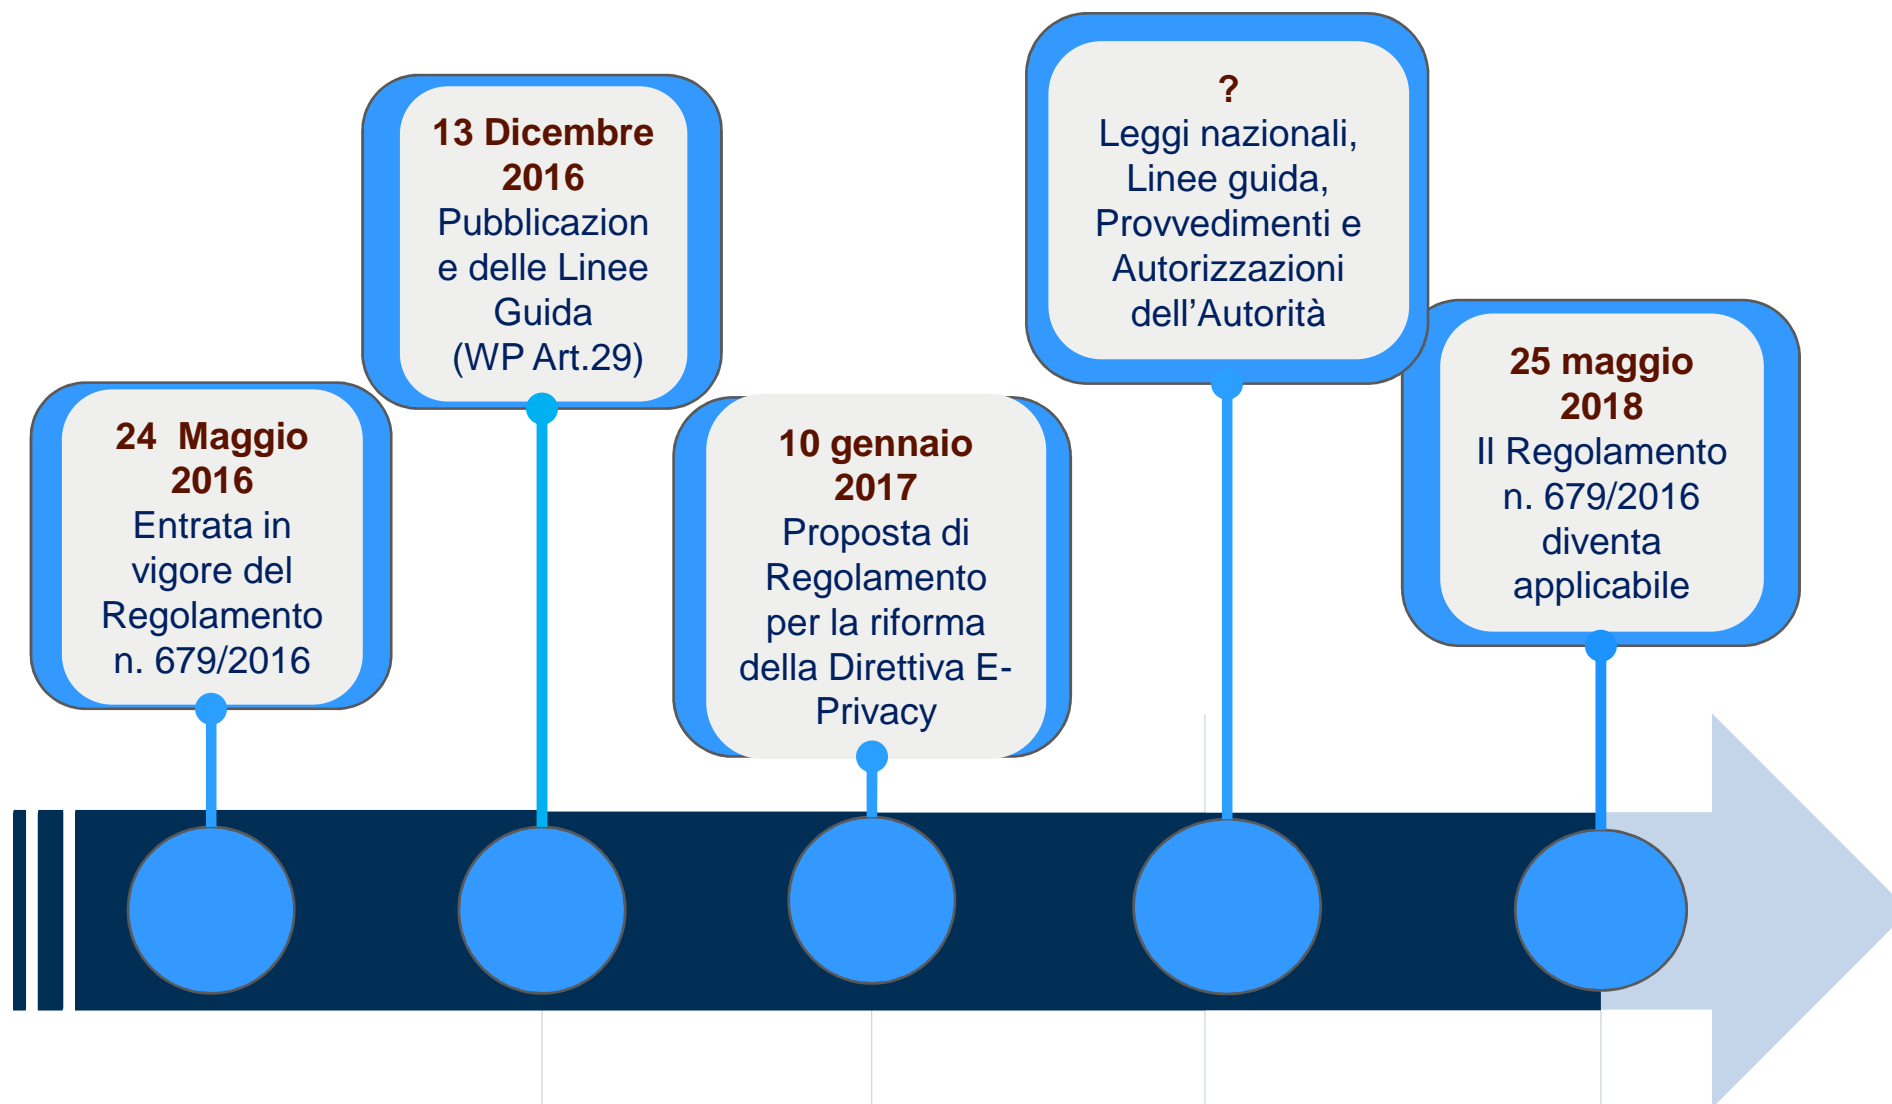 24  Maggio
2016
Entrata in
vigore del
Regolamento
n. 679/2016
13 Dicembre
2016
Pubblicazion
e delle Linee
Guida
(WP Art.29)
10 gennaio
2017
Proposta di
Regolamento
per la riforma
della Direttiva E-
Privacy
?
Leggi nazionali,
Linee guida,
Provvedimenti e
Autorizzazioni
dell’Autorità
25 maggio
2018
Il Regolamento
n. 679/2016
diventa
applicabile